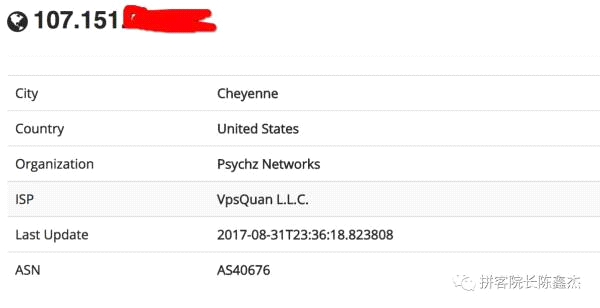 107.151.
City Cheyenne
Country United States
Organization Psychz Networks
ISP VpsQuan L.L.C.
Last Update 2017-08-31T23:36:18.823808
ASN AS40676
拼客院长陈鑫杰